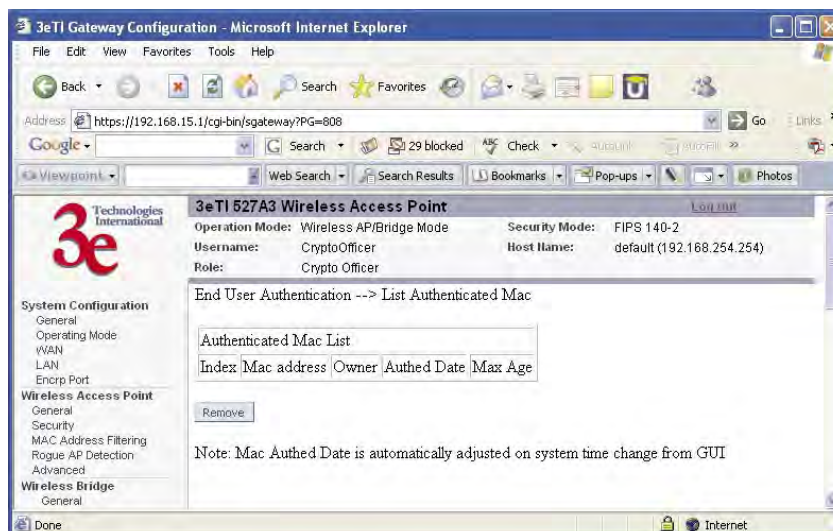 3eTI Gateway Configuration - Microsoft Internet Explorer
File Edit View Favorites Tools Help
Back Search Favorites
Address https://192.168.15.1/cgi-bin/sgateway?PG=808 Go Links
Google Search 29 blocked Check
Viewpoint Web Search Search Results Bookmarks Pop-ups Photos
3e Technologies International
3eTI 527A3 Wireless Access Point Log out
Operation Mode: Wireless AP/Bridge Mode Security Mode: FIPS 140-2
Username: CryptoOfficer Host Name: default (192.168.254.254)
Role: Crypto Officer
System Configuration
General
Operating Mode
WAN
LAN
Encrp Port
Wireless Access Point
General
Security
MAC Address Filtering
Rogue AP Detection
Advanced
Wireless Bridge
General
End User Authentication --> List Authenticated Mac
Authenticated Mac List
Index Mac address Owner Authed Date Max Age
Remove
Note: Mac Authed Date is automatically adjusted on system time change from GUI
Done Internet